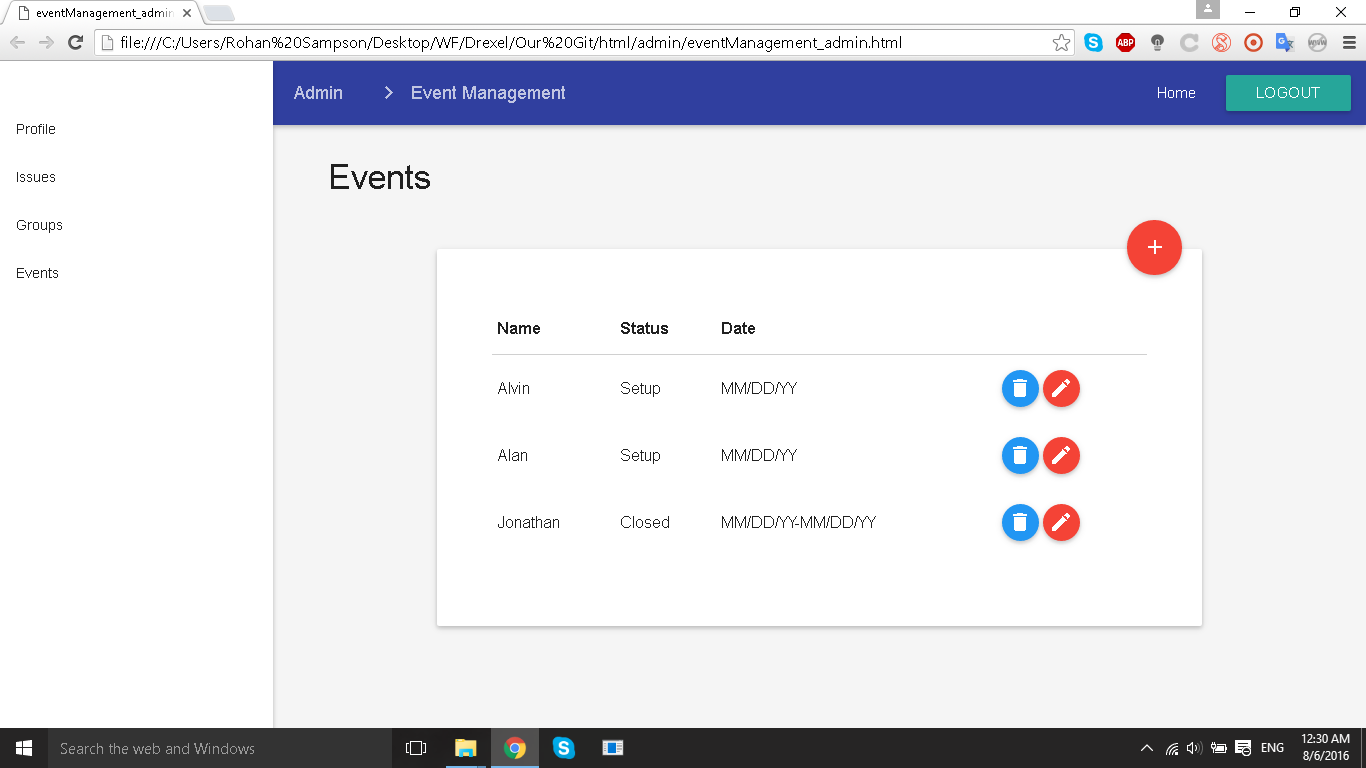 eventManagement_admin
file:///C:/Users/Rohan%20Sampson/Desktop/WF/Drexel/Our%20Git/html/admin/eventManagement_admin.html
ABP
Admin > Event Management Home LOGOUT
Profile
Issues
Groups
Events
Events
+
Name Status Date
Alvin Setup MM/DD/YY
Alan Setup MM/DD/YY
Jonathan Closed MM/DD/YY-MM/DD/YY
Search the web and Windows
ENG
12:30 AM
8/6/2016